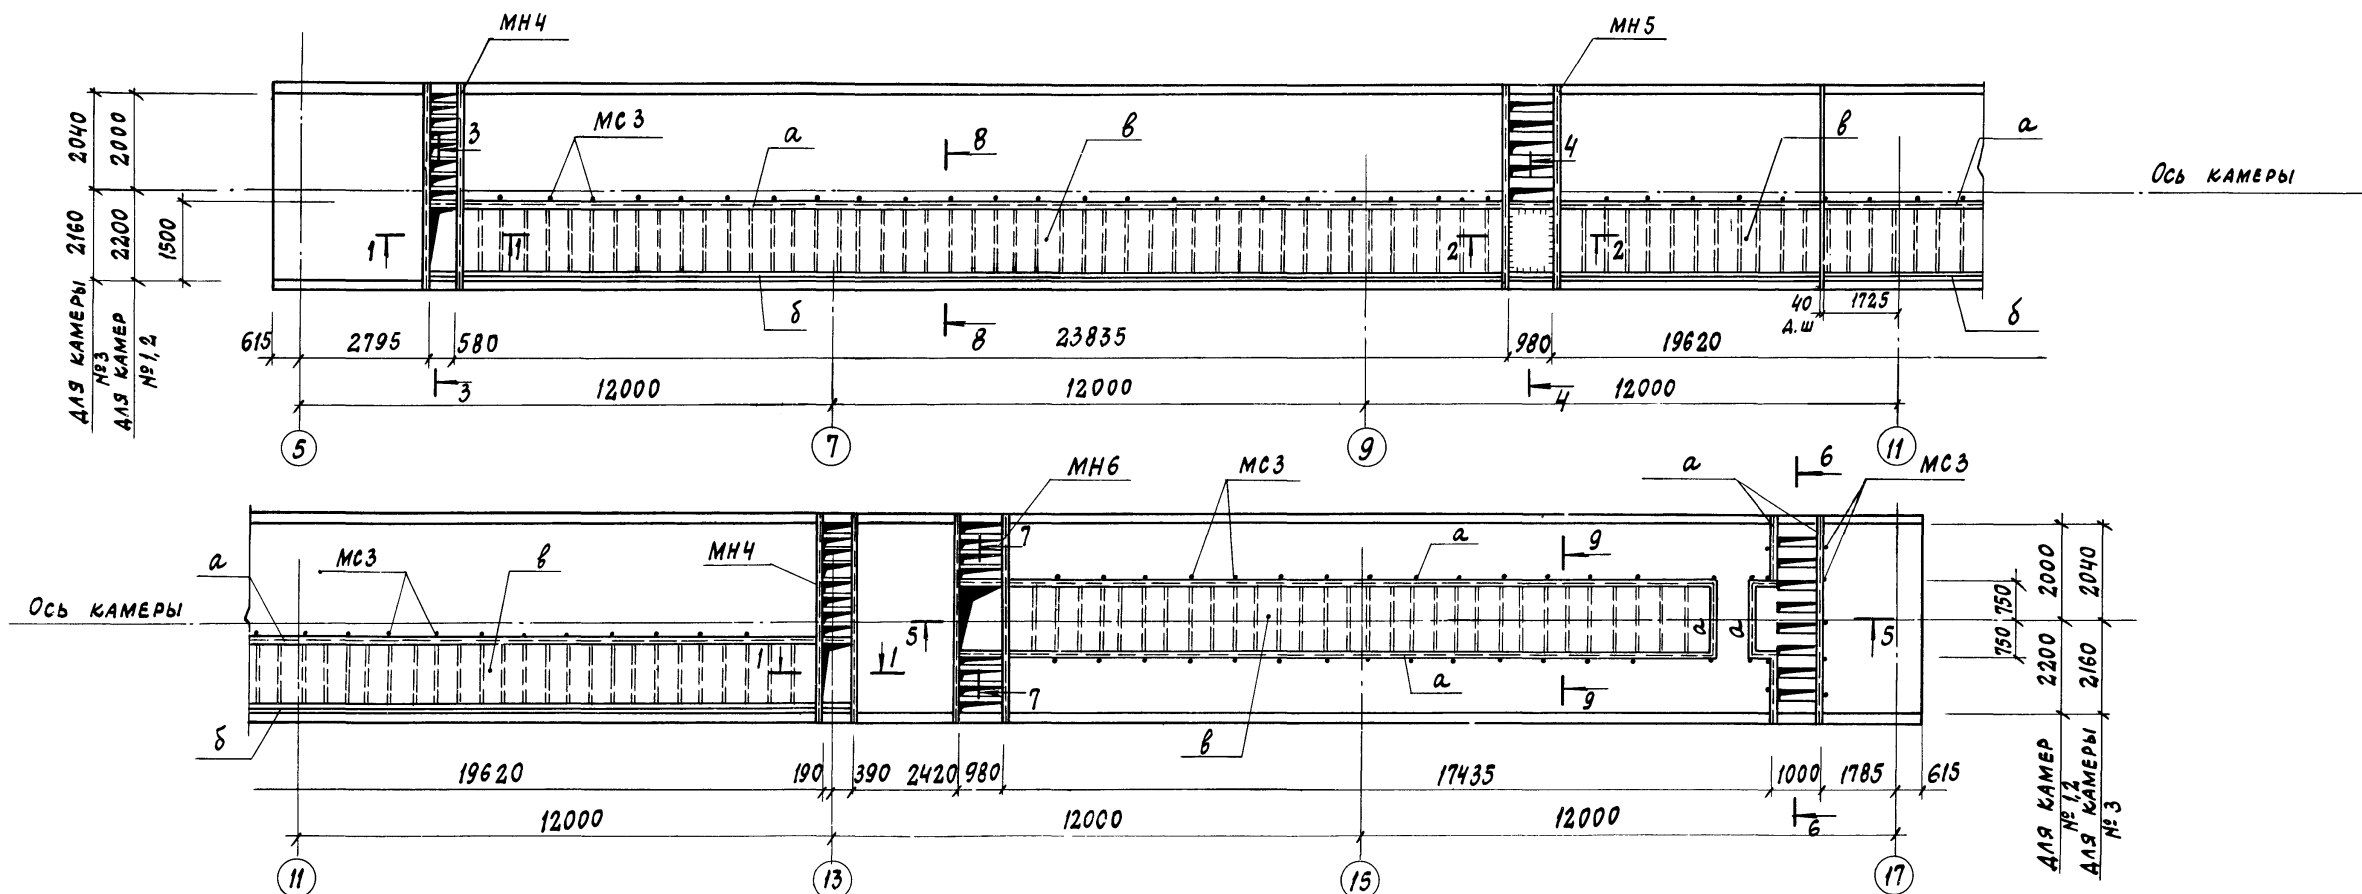 МН4
МН5
МС3
а
3
8
в
4
в
а
Ось камеры
2040
2000
2160
2200
1500
1
1
2
2
40
д.ш
1725
б
б
615
2795
580
8
23835
980
19620
3
12000
12000
4
12000
для камеры
№3
для камер
№1,2
5
7
9
11
МН6
МС3
а
6
МС3
а
МС3
в
МН4
7
а
9
Ось камеры
2000
2040
750
750
5
а
а
5
1
1
2200
2160
7
а
9
б
в
19620
190
390
2420
980
17435
1000
1785
615
12000
12000
12000
6
для камер
№1,2
для камеры
№3
11
13
15
17